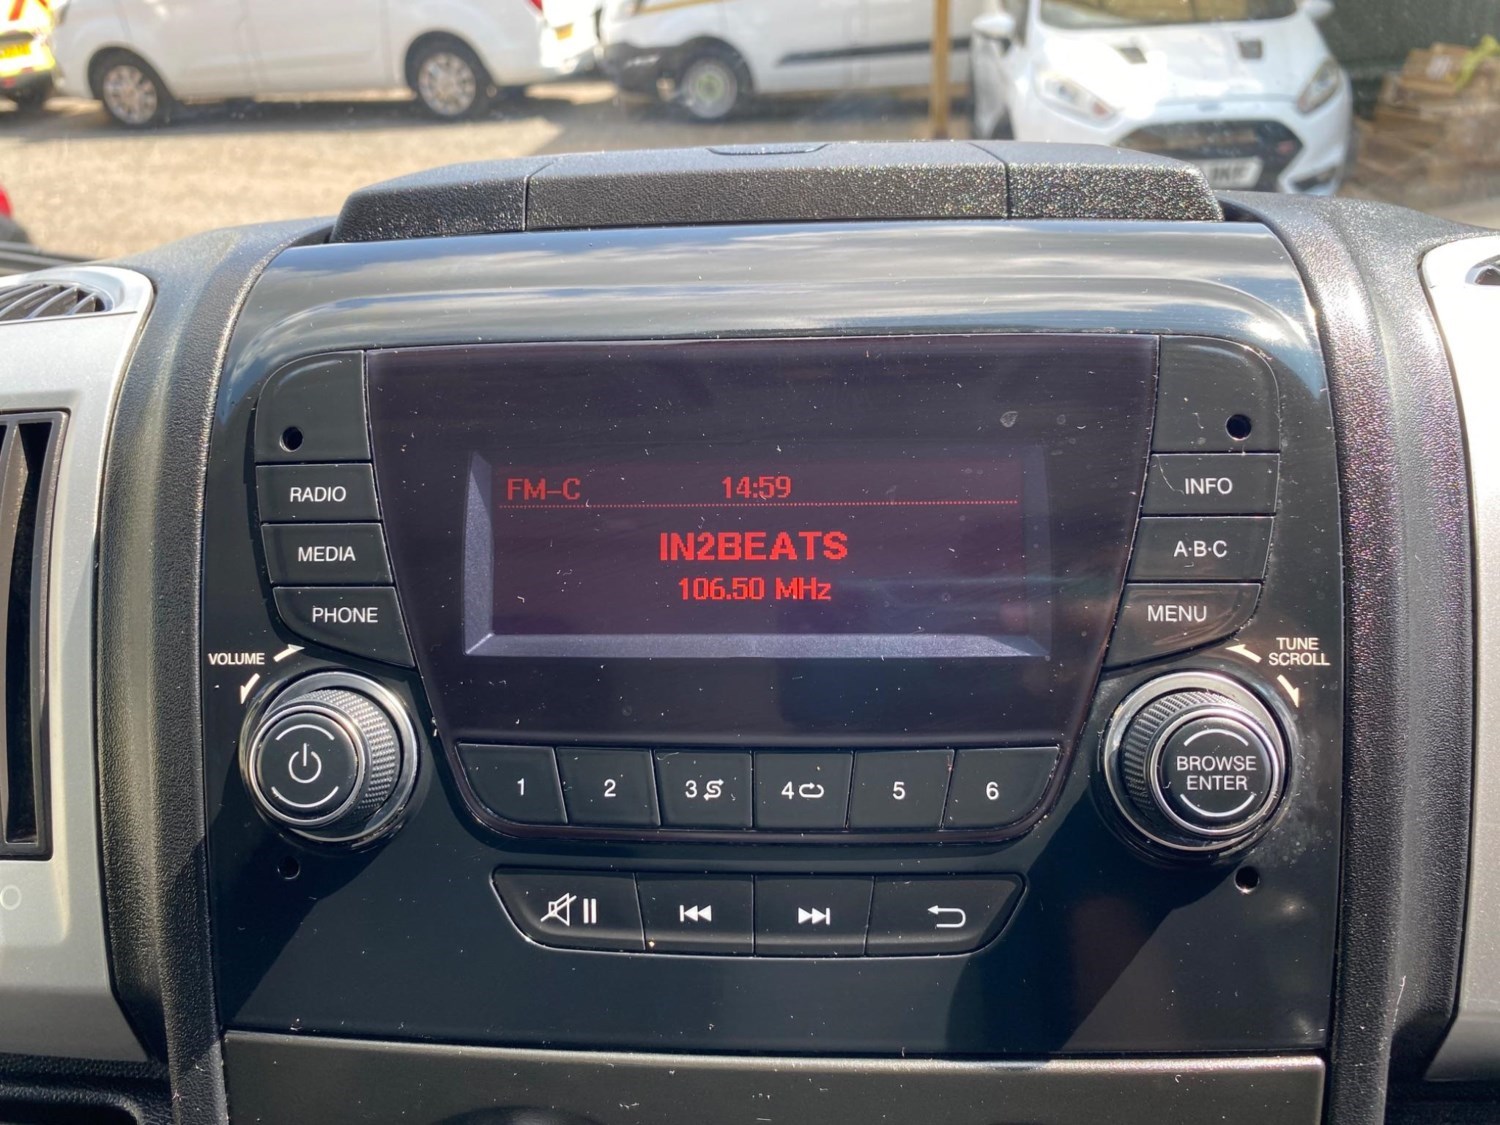 FM-C 14:59
IN2BEATS
106.50 MHz
RADIO
MEDIA
PHONE
VOLUME
INFO
A·B·C
MENU
TUNE
SCROLL
BROWSE
ENTER
1 2 3 4 5 6